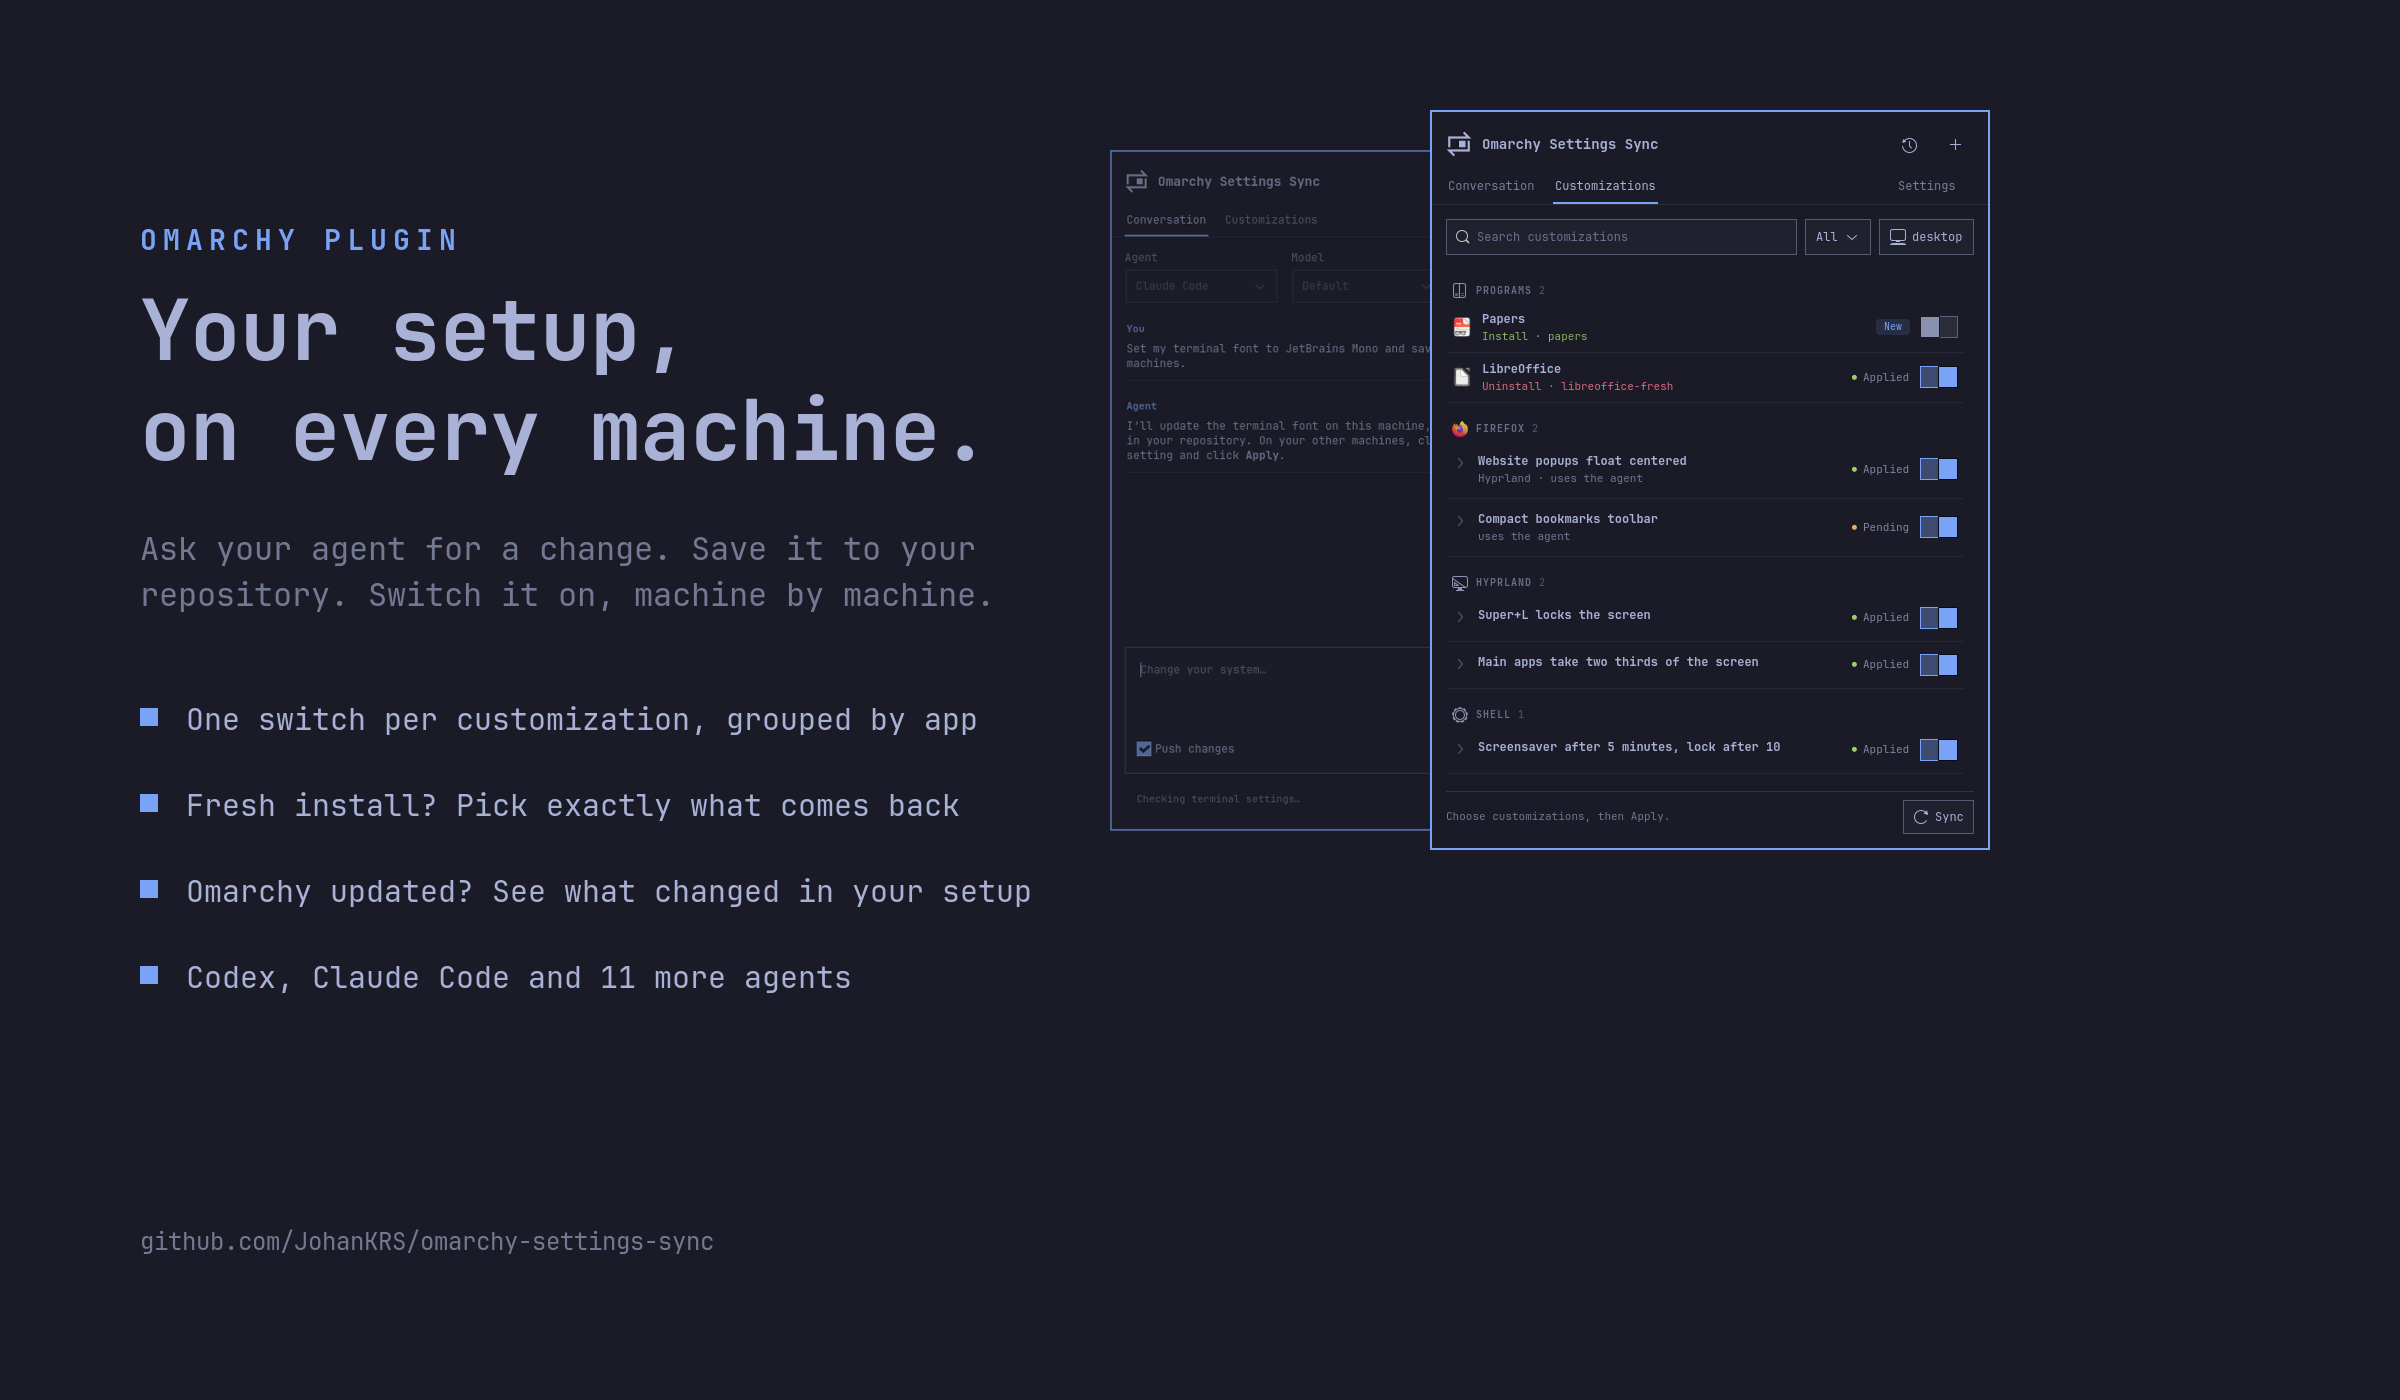 OMARCHY PLUGIN
Your setup,
on every machine.
Ask your agent for a change. Save it to your
repository. Switch it on, machine by machine.
One switch per customization, grouped by app
Fresh install? Pick exactly what comes back
Omarchy updated? See what changed in your setup
Codex, Claude Code and 11 more agents
github.com/JohanKRS/omarchy-settings-sync
Omarchy Settings Sync
Conversation Customizations
Agent Model
Claude Code Default
You
Set my terminal font to JetBrains Mono and sav
machines.
Agent
I'll update the terminal font on this machine,
in your repository. On your other machines, cl
setting and click Apply.
Change your system…
Push changes
Checking terminal settings…
Omarchy Settings Sync
Conversation Customizations Settings
Search customizations All desktop
PROGRAMS 2
Papers
Install · papers
New
LibreOffice
Uninstall · libreoffice-fresh
Applied
FIREFOX 2
Website popups float centered
Hyprland · uses the agent
Applied
Compact bookmarks toolbar
uses the agent
Pending
HYPRLAND 2
Super+L locks the screen
Applied
Main apps take two thirds of the screen
Applied
SHELL 1
Screensaver after 5 minutes, lock after 10
Applied
Choose customizations, then Apply.
Sync